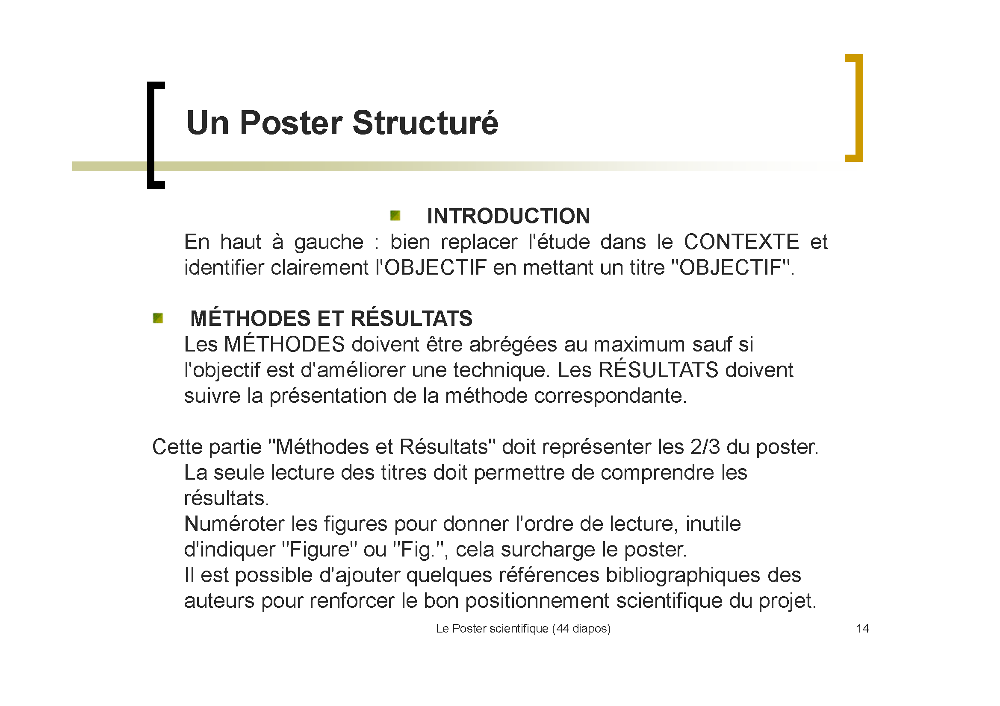 Un Poster Structuré
INTRODUCTION
En haut à gauche : bien replacer l'étude dans le CONTEXTE et
identifier clairement l'OBJECTIF en mettant un titre "OBJECTIF".
MÉTHODES ET RÉSULTATS
Les MÉTHODES doivent être abrégées au maximum sauf si
l'objectif est d'améliorer une technique. Les RÉSULTATS doivent
suivre la présentation de la méthode correspondante.
Cette partie "Méthodes et Résultats" doit représenter les 2/3 du poster.
La seule lecture des titres doit permettre de comprendre les
résultats.
Numéroter les figures pour donner l'ordre de lecture, inutile
d'indiquer "Figure" ou "Fig.", cela surcharge le poster.
Il est possible d'ajouter quelques références bibliographiques des
auteurs pour renforcer le bon positionnement scientifique du projet.
Le Poster scientifique (44 diapos)
14